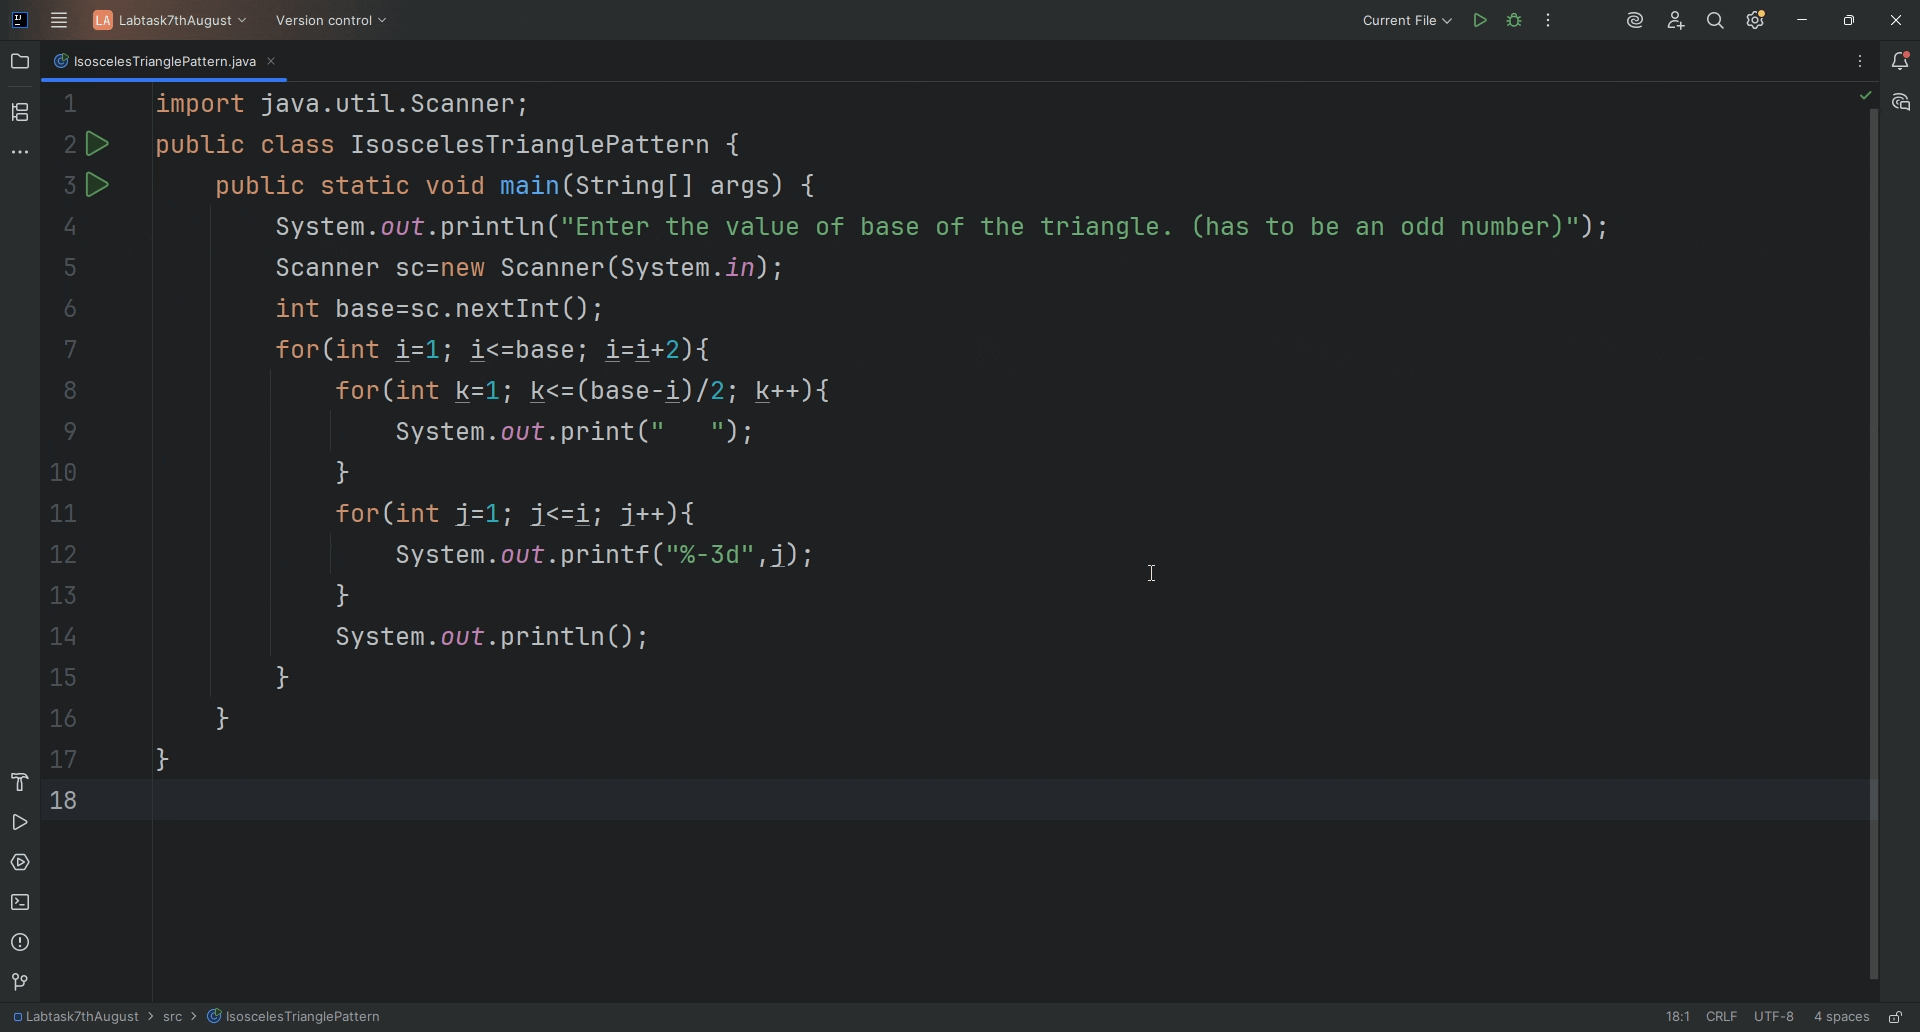 LA Labtask7thAugust Version control Current File
IsoscelesTrianglePattern.java
1 import java.util.Scanner;
2 public class IsoscelesTrianglePattern {
3     public static void main(String[] args) {
4         System.out.println("Enter the value of base of the triangle. (has to be an odd number)");
5         Scanner sc=new Scanner(System.in);
6         int base=sc.nextInt();
7         for(int i=1; i<=base; i=i+2){
8             for(int k=1; k<=(base-i)/2; k++){
9                 System.out.print("   ");
10             }
11             for(int j=1; j<=i; j++){
12                 System.out.printf("%-3d",j);
13             }
14             System.out.println();
15         }
16     }
17 }
18
Labtask7thAugust > src > IsoscelesTrianglePattern 18:1 CRLF UTF-8 4 spaces